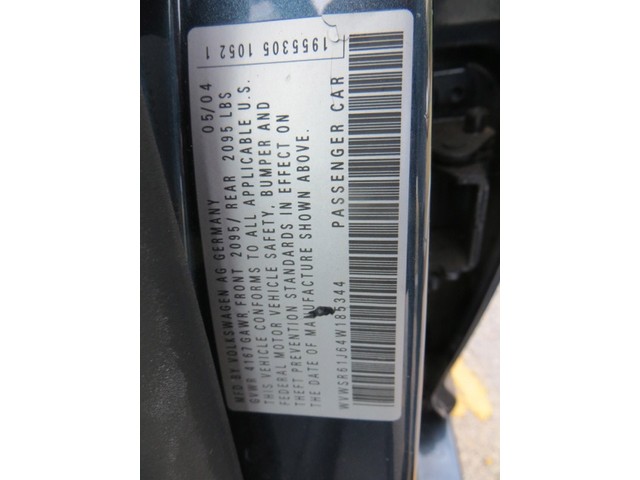 1955305 1052 1
MFD BY VOLKSWAGEN AG GERMANY 05/04
GVWR 4167GAWR FRONT 2095/ REAR 2095 LBS
THIS VEHICLE CONFORMS TO ALL APPLICABLE U.S.
FEDERAL MOTOR VEHICLE SAFETY, BUMPER AND
THEFT PREVENTION STANDARDS IN EFFECT ON
THE DATE OF MANUFACTURE SHOWN ABOVE.
WVWSR61J64W185344 PASSENGER CAR